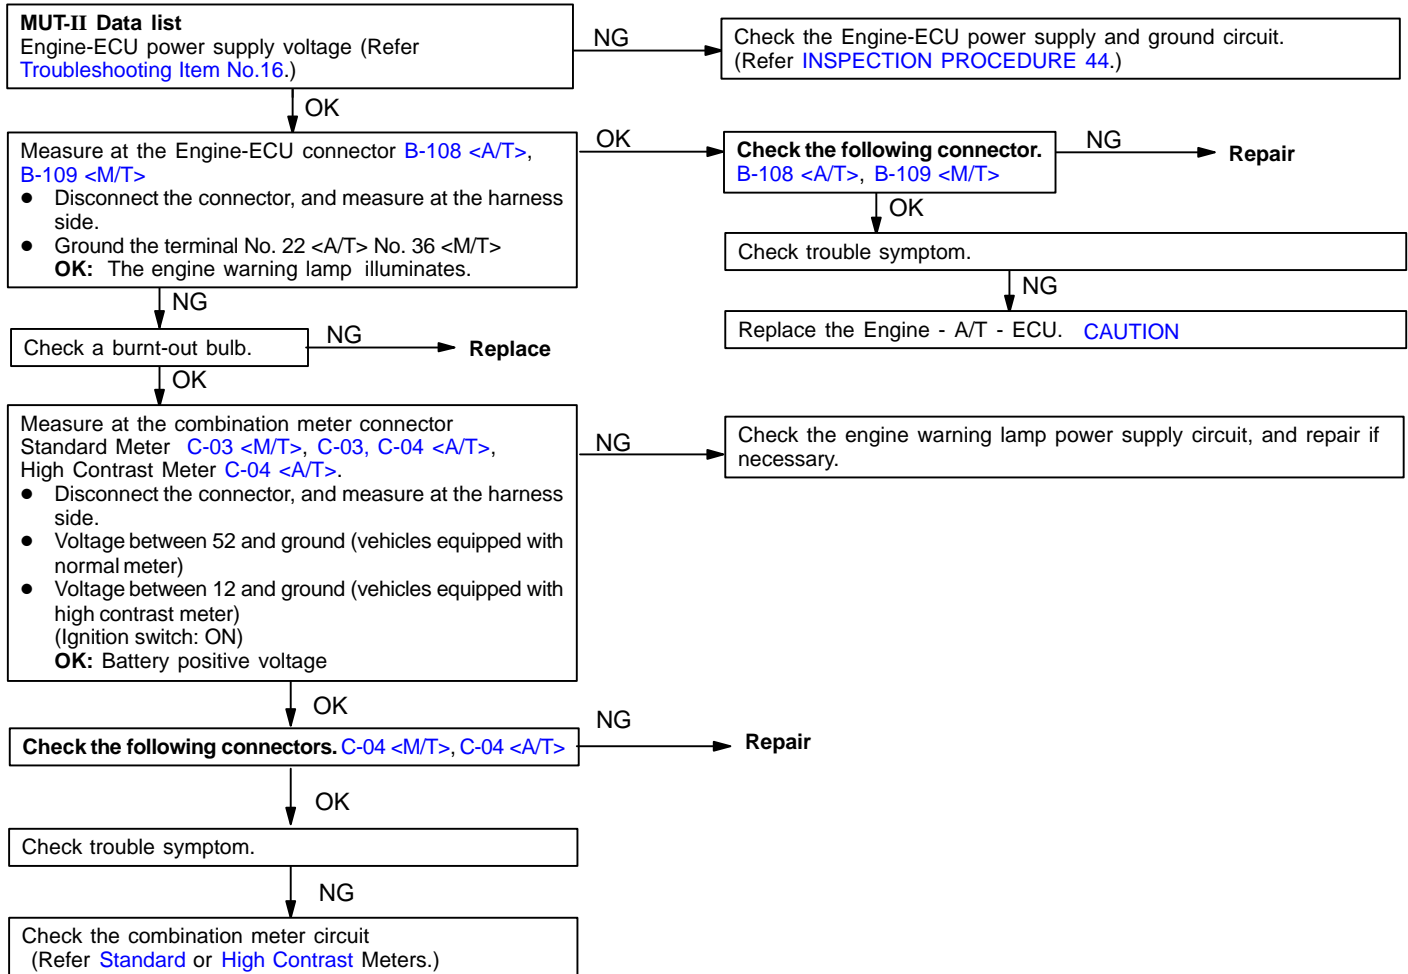 MUT-II Data list
Engine-ECU power supply voltage (Refer
Troubleshooting Item No.16.)
NG
Check the Engine-ECU power supply and ground circuit.
(Refer INSPECTION PROCEDURE 44.)
OK
Measure at the Engine-ECU connector B-108 <A/T>,
B-109 <M/T>
● Disconnect the connector, and measure at the harness
side.
● Ground the terminal No. 22 <A/T> No. 36 <M/T>
OK: The engine warning lamp illuminates.
OK
Check the following connector.
B-108 <A/T>, B-109 <M/T>
NG
Repair
OK
Check trouble symptom.
NG
Replace the Engine - A/T - ECU. CAUTION
NG
Check a burnt-out bulb.
NG
Replace
OK
Measure at the combination meter connector
Standard Meter C-03 <M/T>, C-03, C-04 <A/T>,
High Contrast Meter C-04 <A/T>.
● Disconnect the connector, and measure at the harness
side.
● Voltage between 52 and ground (vehicles equipped with
normal meter)
● Voltage between 12 and ground (vehicles equipped with
high contrast meter)
(Ignition switch: ON)
OK: Battery positive voltage
NG
Check the engine warning lamp power supply circuit, and repair if
necessary.
OK
Check the following connectors. C-04 <M/T>, C-04 <A/T>
NG
Repair
OK
Check trouble symptom.
NG
Check the combination meter circuit
(Refer Standard or High Contrast Meters.)